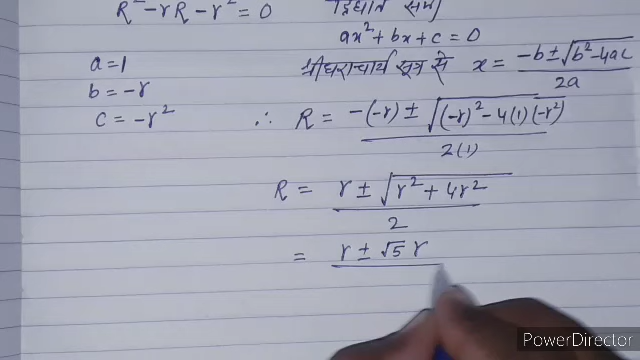 R² - rR - r² = 0
ax² + bx + c = 0
a = 1
श्रीधराचार्य सूत्र से x = (-b ± √(b² - 4ac)) / 2a
b = -r
c = -r²
∴ R = (-(-r) ± √((-r)² - 4(1)(-r²))) / 2(1)
R = (r ± √(r² + 4r²)) / 2
= r ± √5 r
PowerDirector